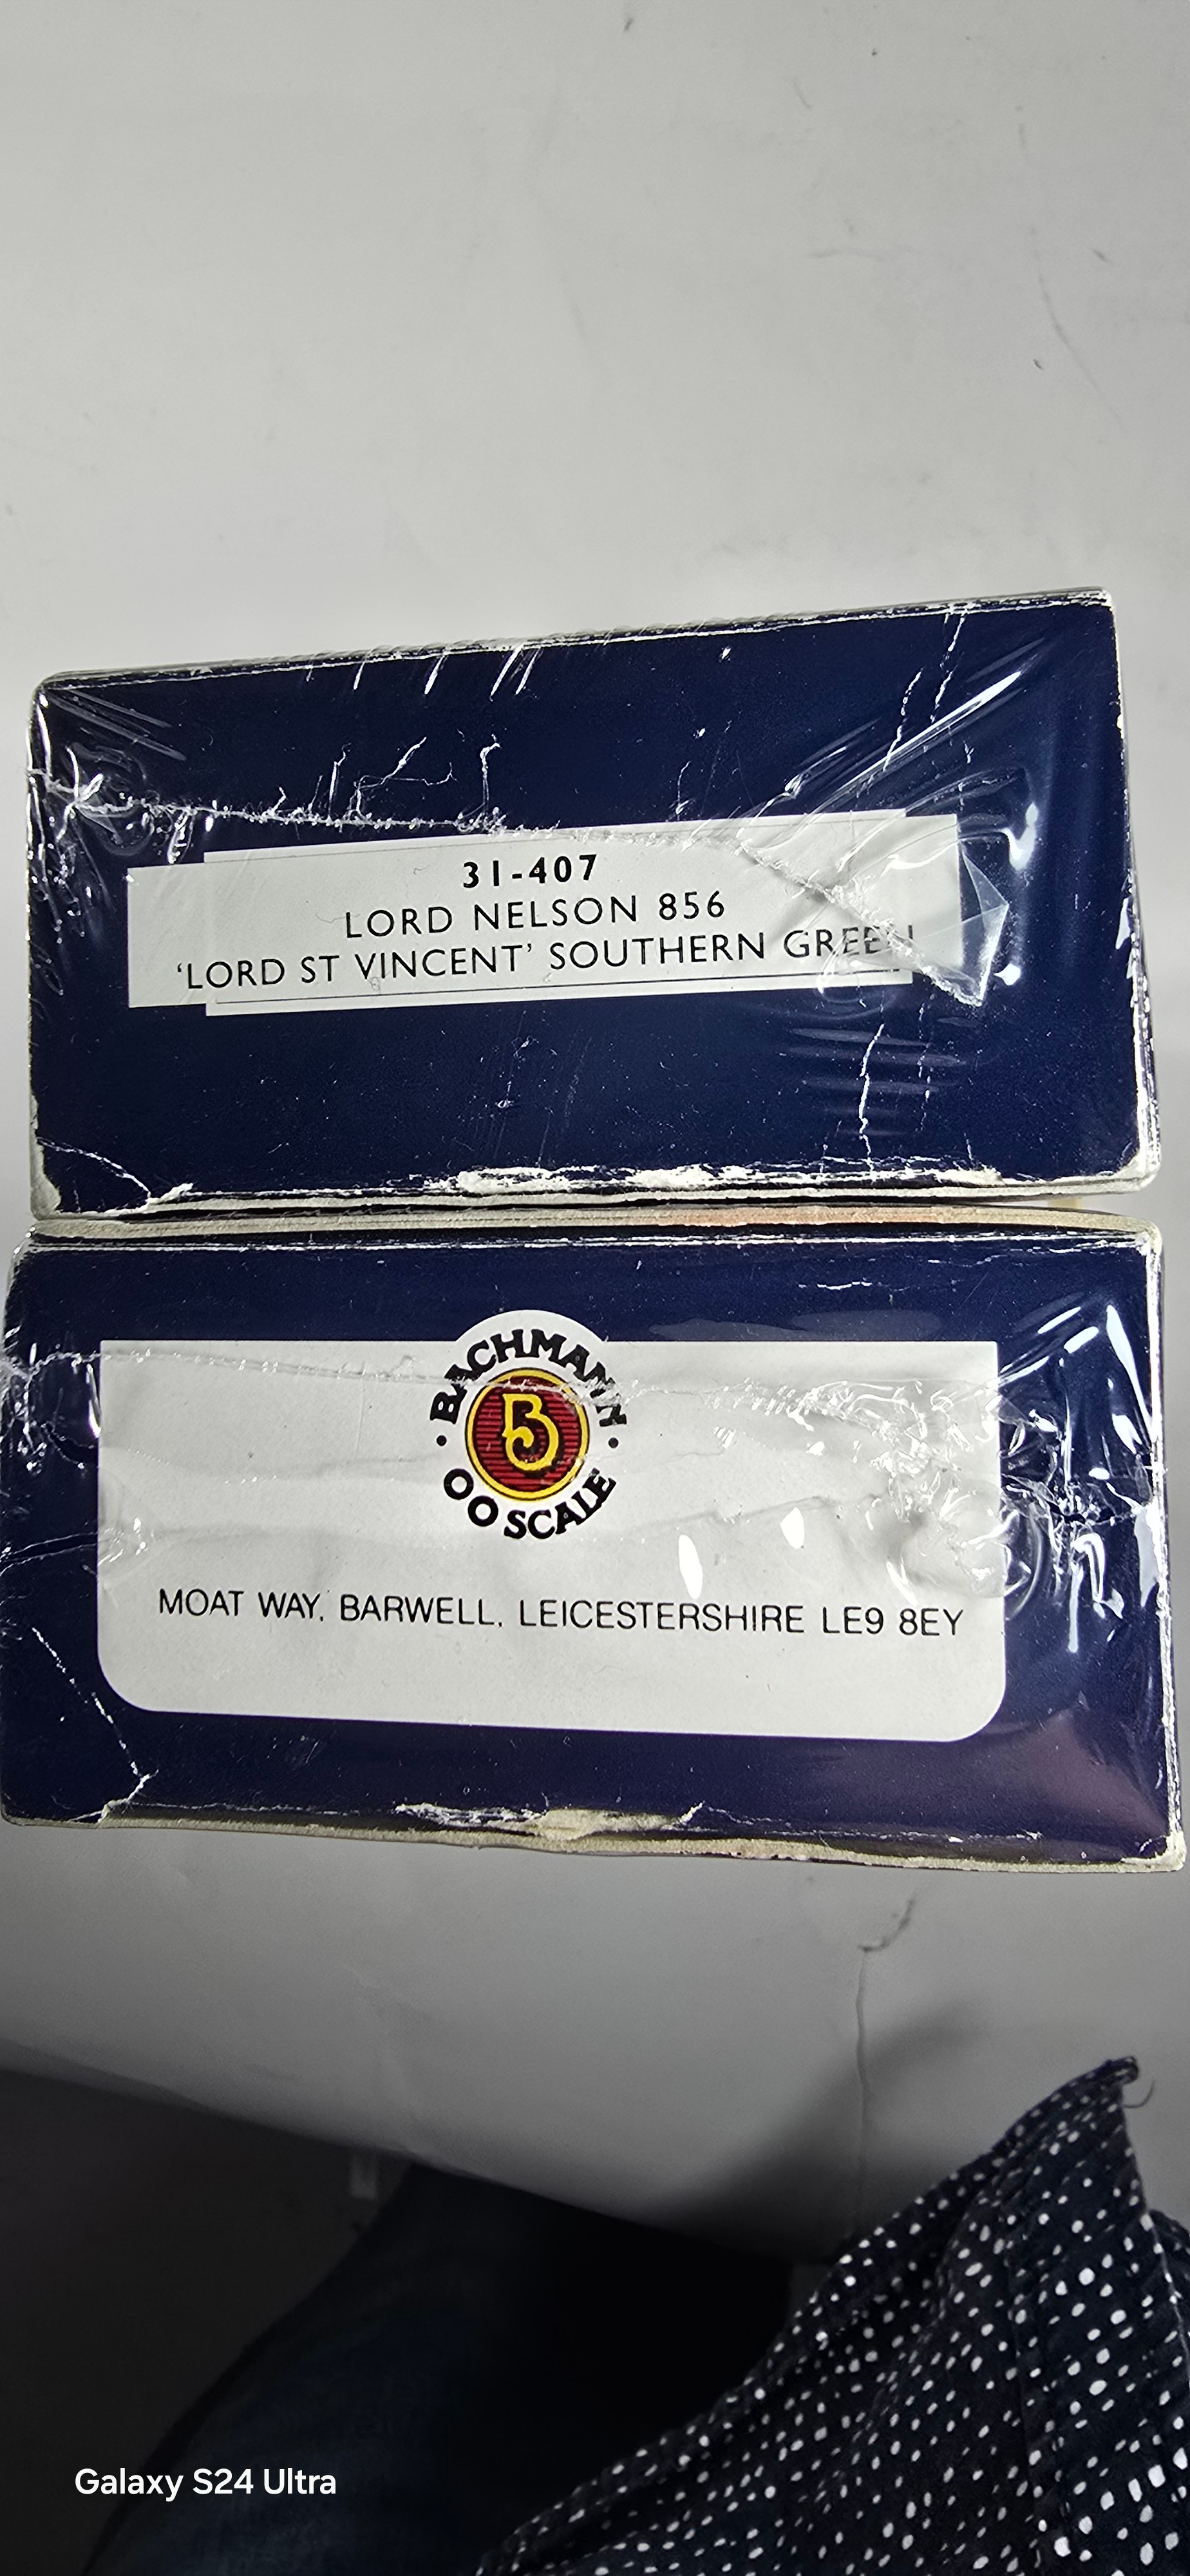 31-407
LORD NELSON 856
‘LORD ST VINCENT’ SOUTHERN GREEN
BACHMANN
B
OO SCALE
MOAT WAY, BARWELL, LEICESTERSHIRE LE9 8EY
Galaxy S24 Ultra